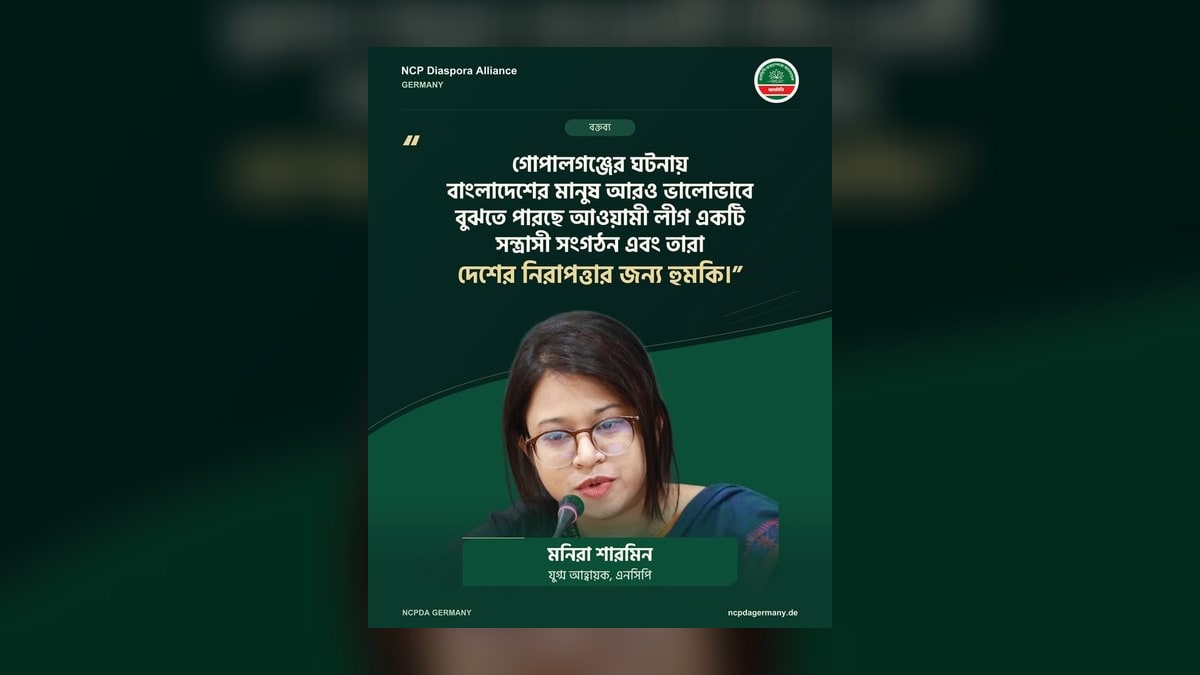 NCP Diaspora Alliance
GERMANY
বক্তব্য
“
গোপালগঞ্জের ঘটনায়
বাংলাদেশের মানুষ আরও ভালোভাবে
বুঝতে পারছে আওয়ামী লীগ একটি
সন্ত্রাসী সংগঠন এবং তারা
দেশের নিরাপত্তার জন্য হুমকি।”
মনিরা শারমিন
যুগ্ম আহ্বায়ক, এনসিপি
NCPDA GERMANY
ncpdagermany.de